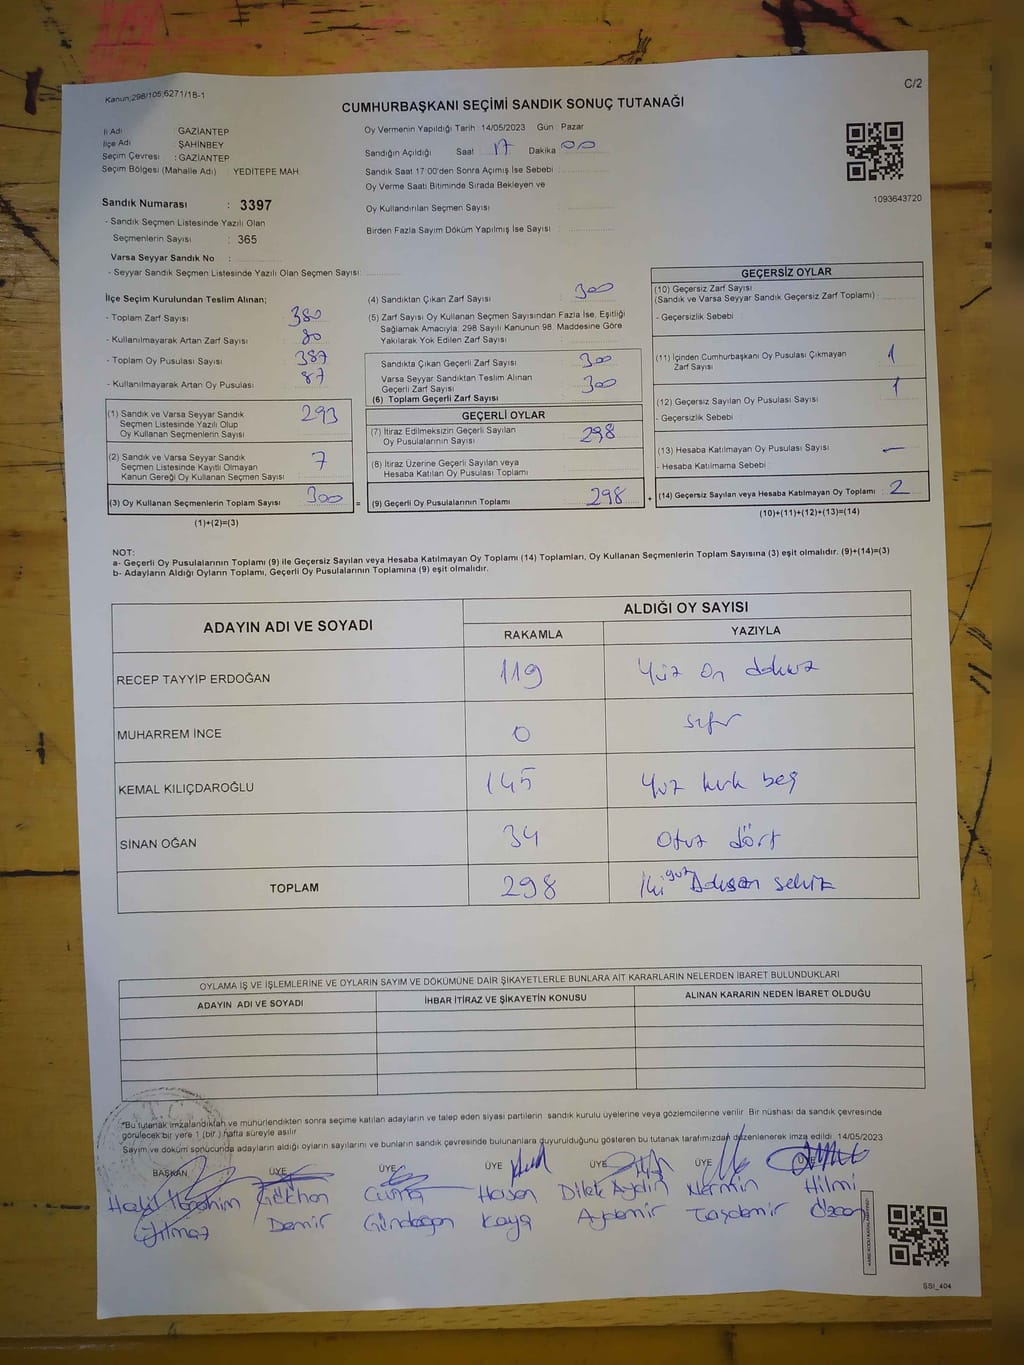 Kanun;298/105;6271/18-1
C/2
CUMHURBAŞKANI SEÇİMİ SANDIK SONUÇ TUTANAĞI
İl Adı : GAZİANTEP
İlçe Adı : ŞAHİNBEY
Seçim Çevresi : GAZİANTEP
Seçim Bölgesi (Mahalle Adı) : YEDİTEPE MAH.
Sandık Numarası : 3397
- Sandık Seçmen Listesinde Yazılı Olan
Seçmenlerin Sayısı : 365
Varsa Seyyar Sandık No :
- Seyyar Sandık Seçmen Listesinde Yazılı Olan Seçmen Sayısı:
Oy Vermenin Yapıldığı Tarih 14/05/2023 Gün : Pazar
Sandığın Açıldığı Saat 17 Dakika 00
Sandık Saat 17:00'den Sonra Açımış İse Sebebi
Oy Verme Saati Bitiminde Sırada Bekleyen ve
Oy Kullandırılan Seçmen Sayısı :
Birden Fazla Sayım Döküm Yapılmış İse Sayısı :
1093643720
İlçe Seçim Kurulundan Teslim Alınan;
- Toplam Zarf Sayısı : 380
- Kullanılmayarak Artan Zarf Sayısı : 80
- Toplam Oy Pusulası Sayısı : 387
- Kullanılmayarak Artan Oy Pusulası : 87
(1) Sandık ve Varsa Seyyar Sandık
Seçmen Listesinde Yazılı Olup
Oy Kullanan Seçmenlerin Sayısı : 293
(2) Sandık ve Varsa Seyyar Sandık
Seçmen Listesinde Kayıtlı Olmayan
Kanun Gereği Oy Kullanan Seçmen Sayısı : 7
(3) Oy Kullanan Seçmenlerin Toplam Sayısı : 300
(1)+(2)=(3)
(4) Sandıktan Çıkan Zarf Sayısı : 300
(5) Zarf Sayısı Oy Kullanan Seçmen Sayısından Fazla İse, Eşitliği
Sağlamak Amacıyla; 298 Sayılı Kanunun 98. Maddesine Göre
Yakılarak Yok Edilen Zarf Sayısı :
Sandıkta Çıkan Geçerli Zarf Sayısı : 300
Varsa Seyyar Sandıktan Teslim Alınan
Geçerli Zarf Sayısı : 300
(6) Toplam Geçerli Zarf Sayısı
GEÇERLİ OYLAR
(7) İtiraz Edilmeksizin Geçerli Sayılan
Oy Pusulalarının Sayısı : 298
(8) İtiraz Üzerine Geçerli Sayılan veya
Hesaba Katılan Oy Pusulası Toplamı :
= (9) Geçerli Oy Pusulalarının Toplamı : 298 +
GEÇERSİZ OYLAR
(10) Geçersiz Zarf Sayısı
(Sandık ve Varsa Seyyar Sandık Geçersiz Zarf Toplamı) :
- Geçersizlik Sebebi
(11) İçinden Cumhurbaşkanı Oy Pusulası Çıkmayan 1
Zarf Sayısı :
1
(12) Geçersiz Sayılan Oy Pusulası Sayısı :
- Geçersizlik Sebebi
(13) Hesaba Katılmayan Oy Pusulası Sayısı : —
- Hesaba Katılmama Sebebi :
(14) Geçersiz Sayılan veya Hesaba Katılmayan Oy Toplamı : 2
(10)+(11)+(12)+(13)=(14)
NOT:
a- Geçerli Oy Pusulalarının Toplamı (9) ile Geçersiz Sayılan veya Hesaba Katılmayan Oy Toplamı (14) Toplamları, Oy Kullanan Seçmenlerin Toplam Sayısına (3) eşit olmalıdır. (9)+(14)=(3)
b- Adayların Aldığı Oyların Toplamı, Geçerli Oy Pusulalarının Toplamına (9) eşit olmalıdır.
ADAYIN ADI VE SOYADI ALDIĞI OY SAYISI
RAKAMLA YAZIYLA
RECEP TAYYİP ERDOĞAN 119 Yüz on dokuz
MUHARREM İNCE 0 sıfır
KEMAL KILIÇDAROĞLU 145 Yüz kırk beş
SİNAN OĞAN 34 Otuz dört
TOPLAM 298 İki yüz doksan sekiz
OYLAMA İŞ VE İŞLEMLERİNE VE OYLARIN SAYIM VE DÖKÜMÜNE DAİR ŞİKAYETLERLE BUNLARA AİT KARARLARIN NELERDEN İBARET BULUNDUKLARI
ADAYIN ADI VE SOYADI İHBAR İTİRAZ VE ŞİKAYETİN KONUSU ALINAN KARARIN NEDEN İBARET OLDUĞU
*Bu tutanak imzalandıktan ve mühürlendikten sonra seçime katılan adayların ve talep eden siyasi partilerin sandık kurulu üyelerine veya gözlemcilerine verilir. Bir nüshası da sandık çevresinde
görülecek bir yere 1 (bir ) hafta süreyle asılır.
Sayım ve döküm sonucunda adayların aldığı oyların sayılarını ve bunların sandık çevresinde bulunanlara duyurulduğunu gösteren bu tutanak tarafımızdan düzenlenerek imza edildi. 14/05/2023
BAŞKAN ÜYE ÜYE ÜYE ÜYE ÜYE ÜYE
Halil İbrahim Gökhan Cuma Hasan Dilek Aydin Nermin Hilmi
Yılmaz Demir Gündoğan Kaya Aydemir Taşdemir Özcan
SSI_404